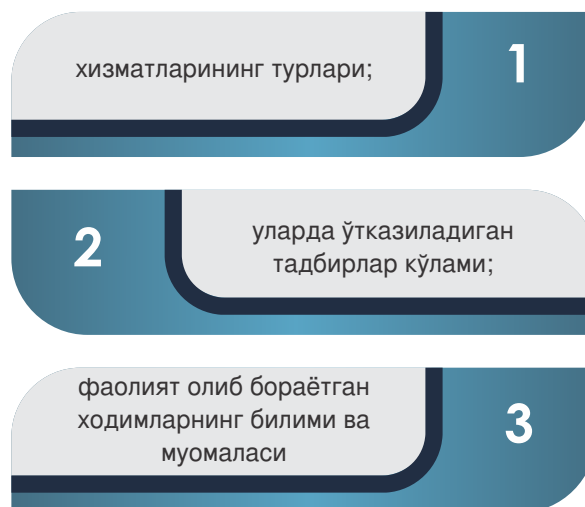 хизматларининг турлари;
1
2
уларда ўтказиладиган
тадбирлар кўлами;
фаолият олиб бораётган
ходимларнинг билими ва
муомаласи
3